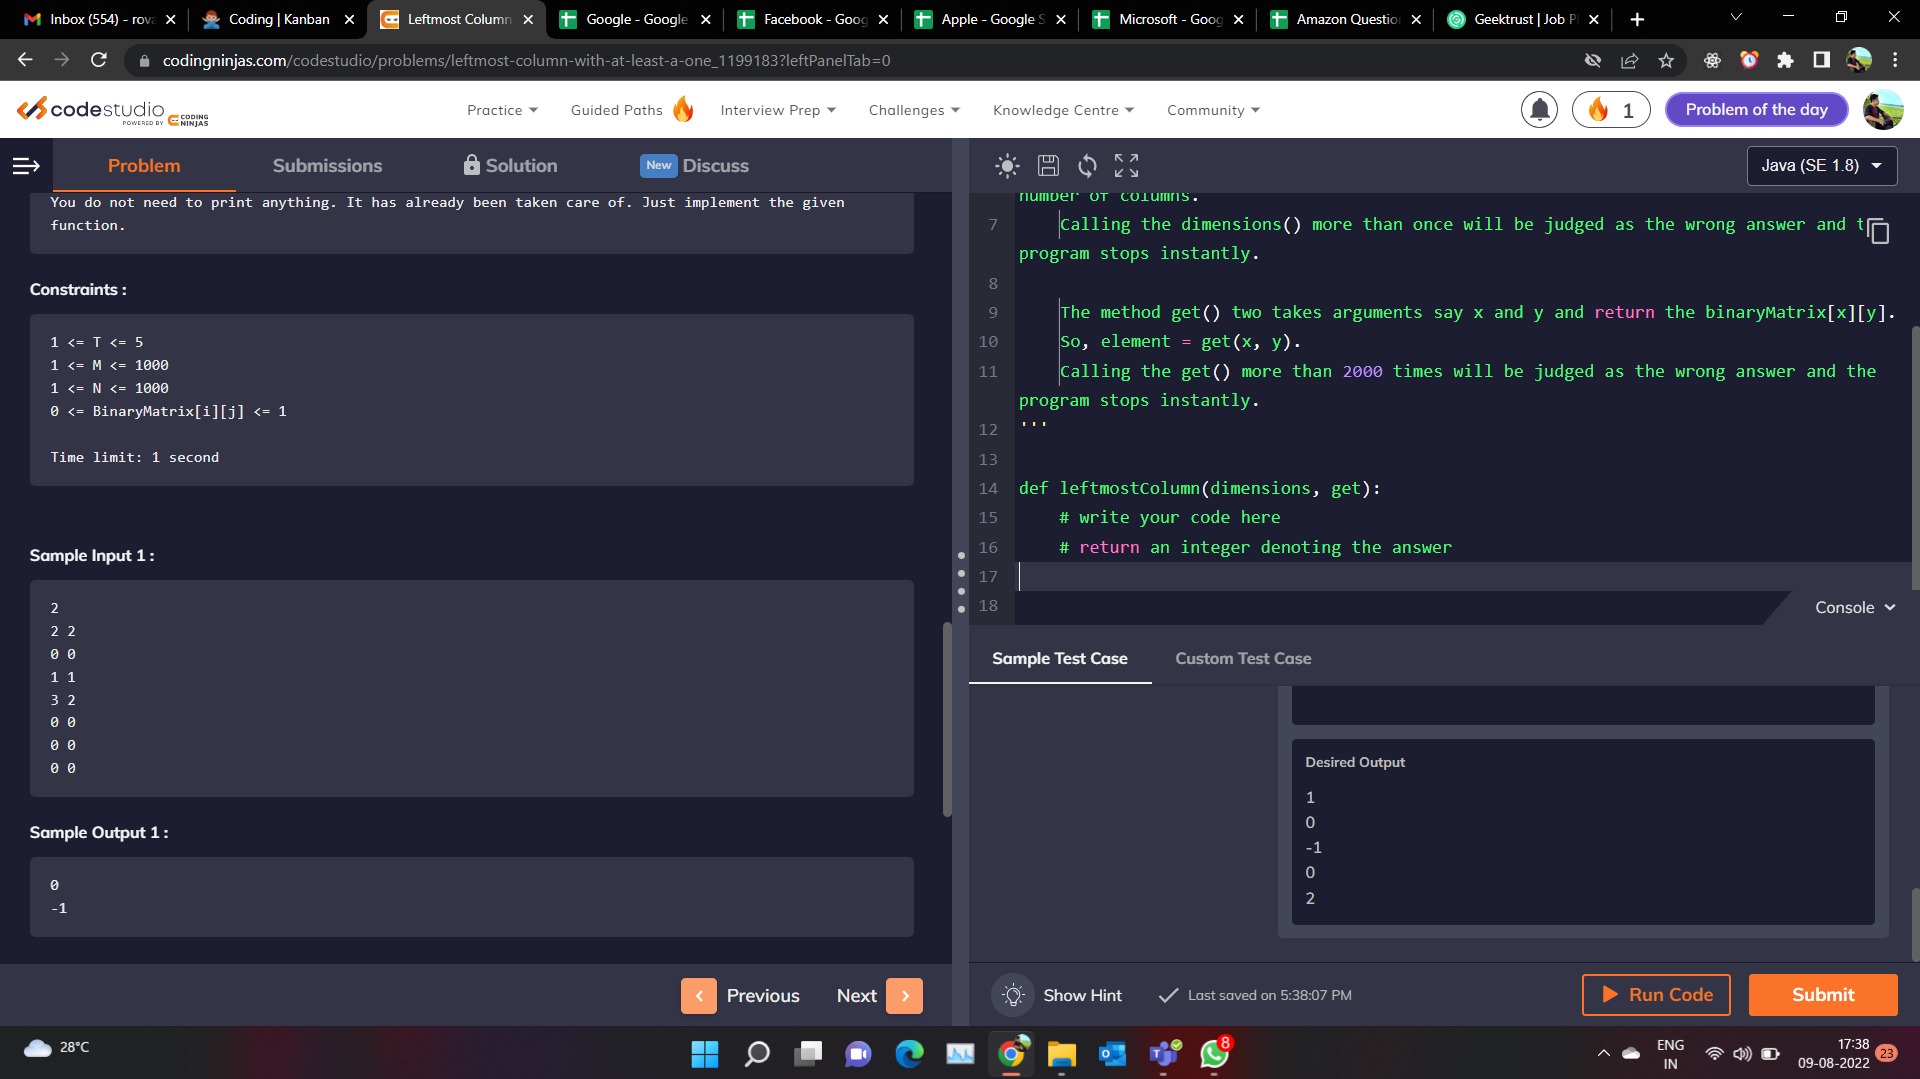 Inbox (554) - rova
Coding | Kanban
Leftmost Column
Google - Google
Facebook - Goog
Apple - Google S
Microsoft - Goog
Amazon Questio
Geektrust | Job P
codingninjas.com/codestudio/problems/leftmost-column-with-at-least-a-one_1199183?leftPanelTab=0
codestudio
POWERED BY CODING NINJAS
Practice
Guided Paths
Interview Prep
Challenges
Knowledge Centre
Community
1
Problem of the day
Problem
Submissions
Solution
New Discuss
Java (SE 1.8)
You do not need to print anything. It has already been taken care of. Just implement the given
function.
Constraints :
1 <= T <= 5
1 <= M <= 1000
1 <= N <= 1000
0 <= BinaryMatrix[i][j] <= 1
Time limit: 1 second
Sample Input 1 :
2
2 2
0 0
1 1
3 2
0 0
0 0
0 0
Sample Output 1 :
0
-1
Previous
Next
number of columns.
7 Calling the dimensions() more than once will be judged as the wrong answer and t
program stops instantly.
8
9 The method get() two takes arguments say x and y and return the binaryMatrix[x][y].
10 So, element = get(x, y).
11 Calling the get() more than 2000 times will be judged as the wrong answer and the
program stops instantly.
12 '''
13
14 def leftmostColumn(dimensions, get):
15 # write your code here
16 # return an integer denoting the answer
17
18
Console
Sample Test Case
Custom Test Case
Desired Output
1
0
-1
0
2
Show Hint
Last saved on 5:38:07 PM
Run Code
Submit
28°C
8
ENG
IN
17:38
09-08-2022
23